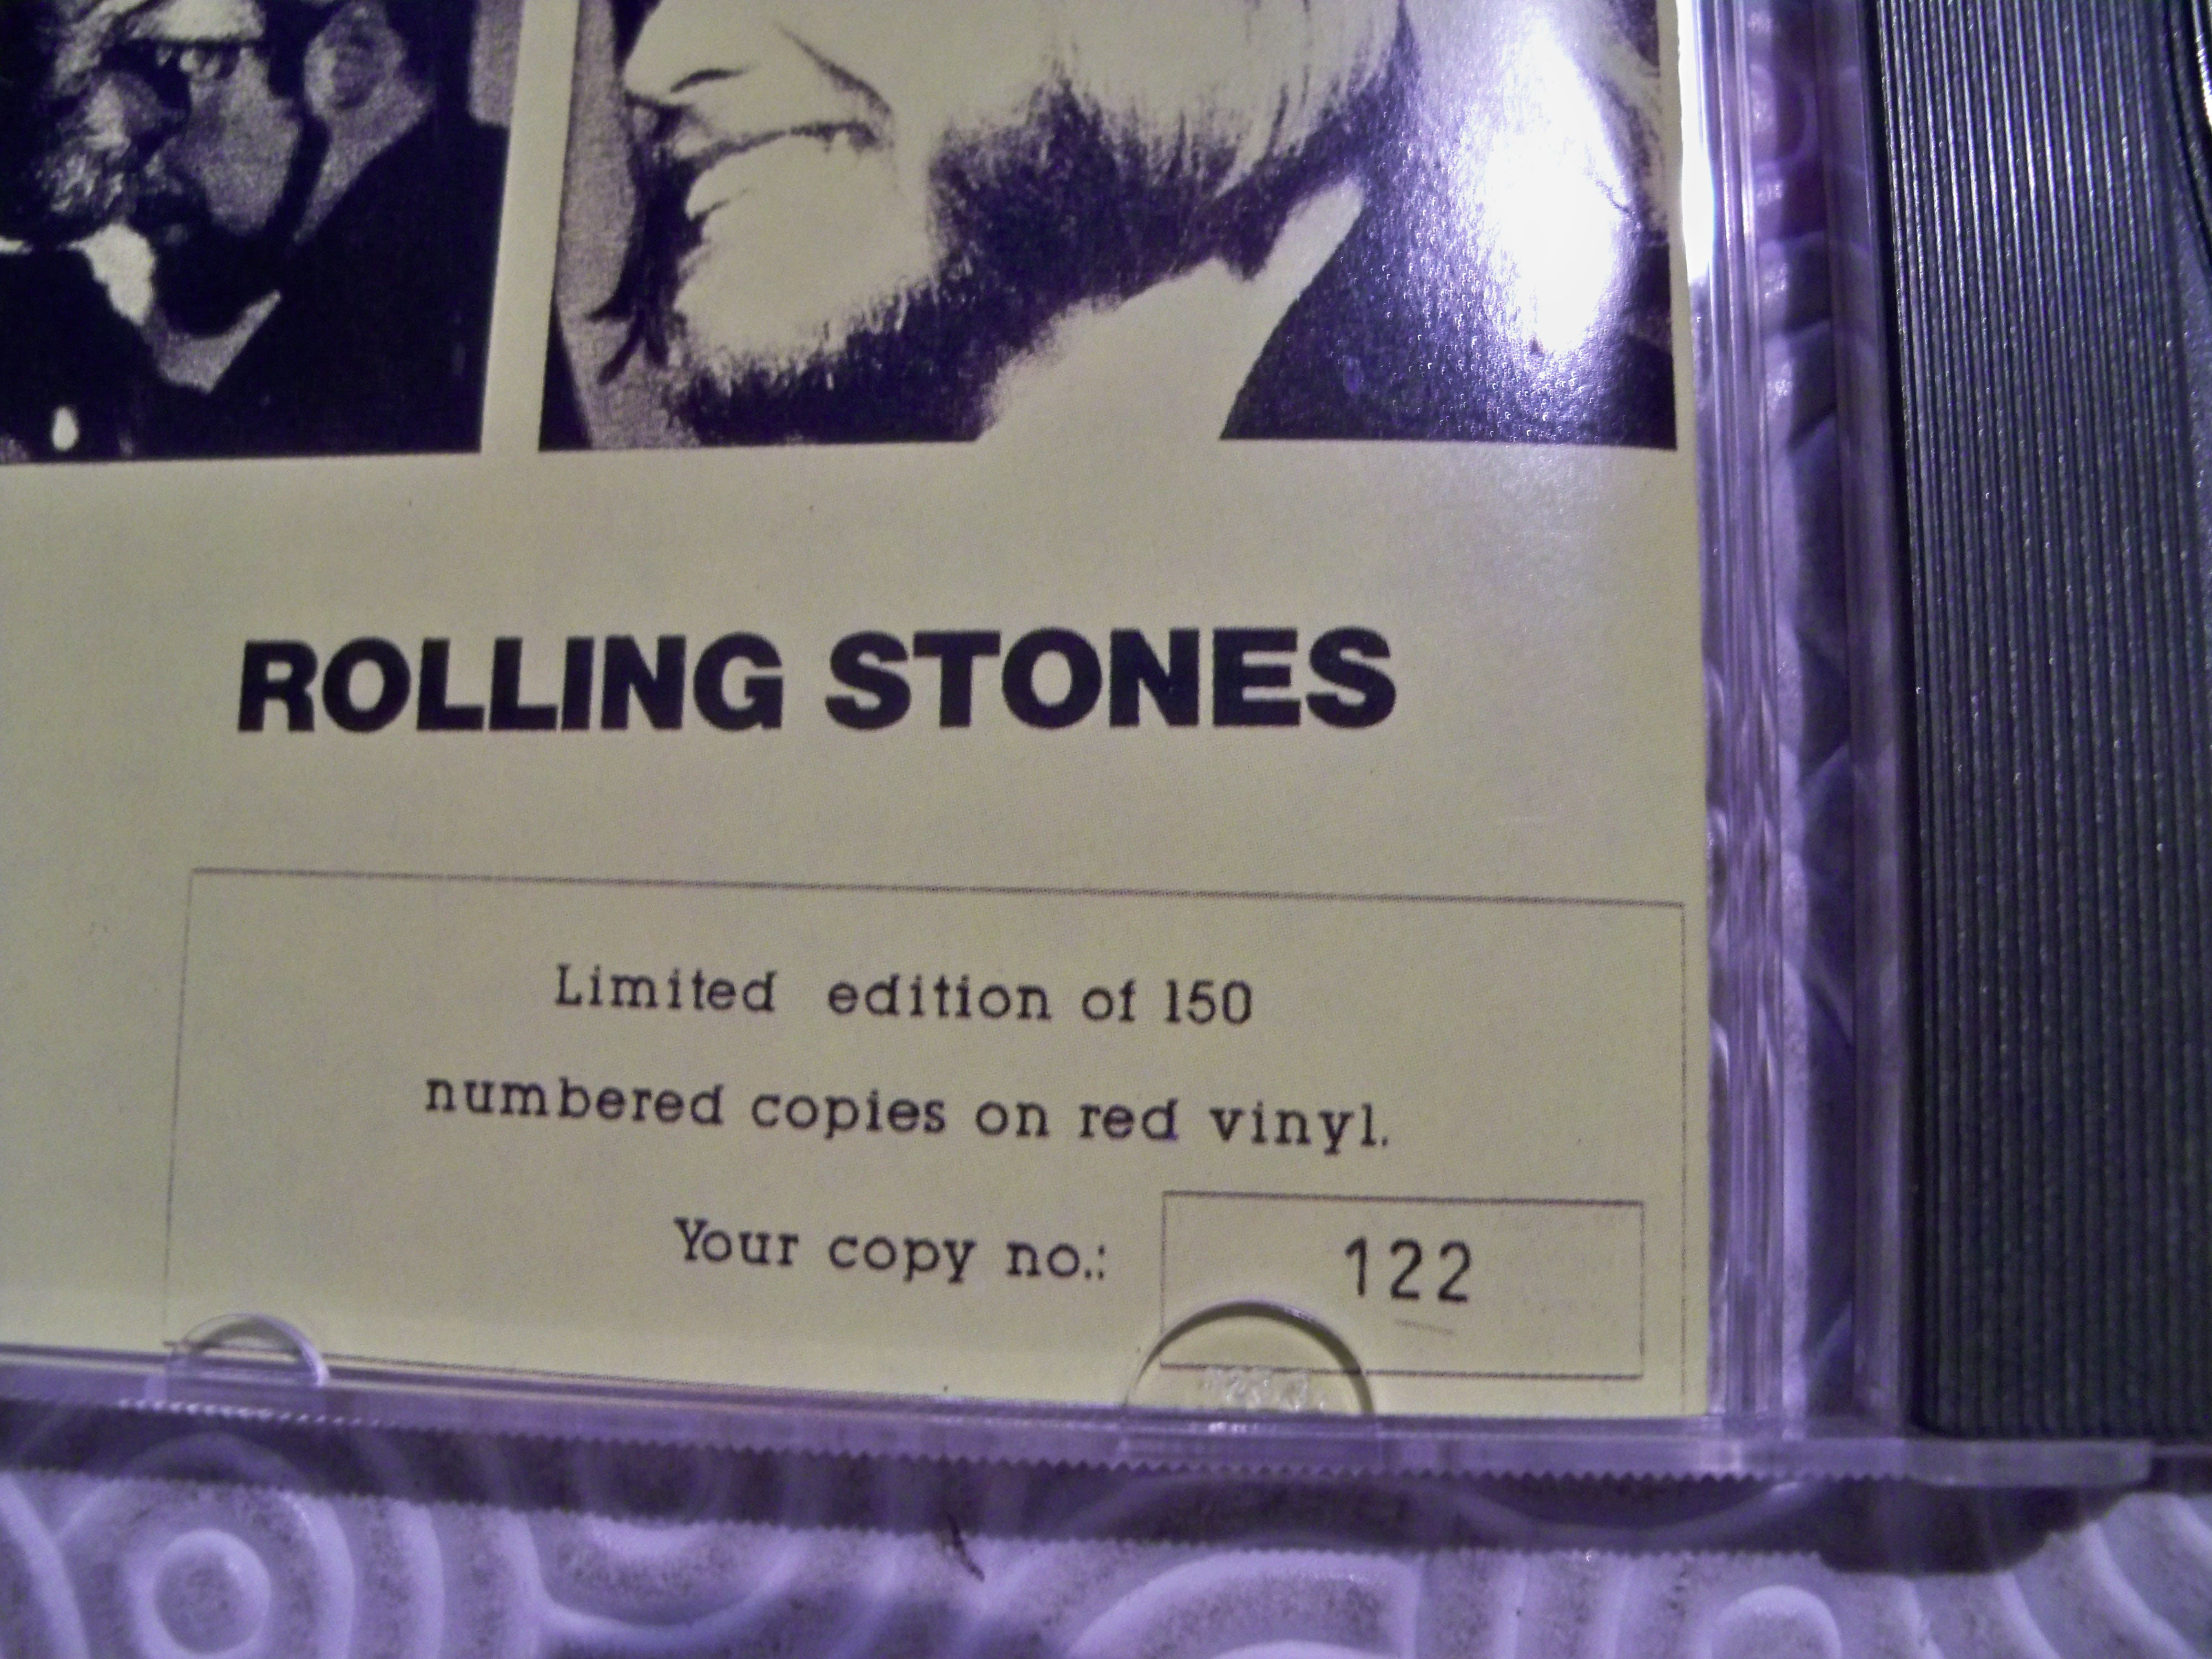 ROLLING STONES
Limited edition of 150
numbered copies on red vinyl.
Your copy no.: 122